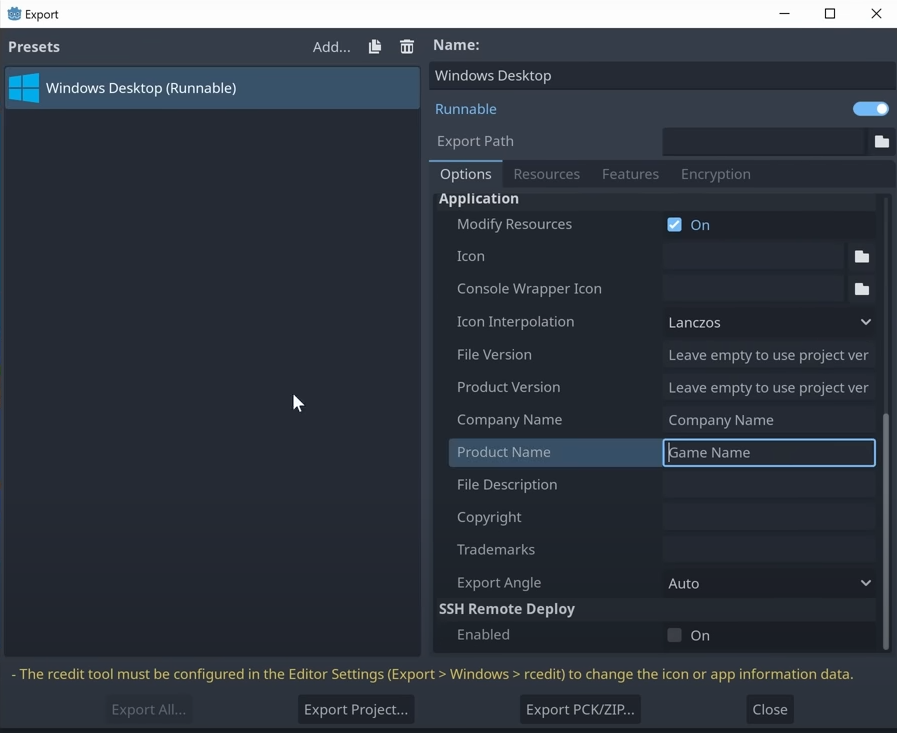 Export
Presets
Add...
Windows Desktop (Runnable)
Name:
Windows Desktop
Runnable
Export Path
Options Resources Features Encryption
Application
Modify Resources On
Icon
Console Wrapper Icon
Icon Interpolation Lanczos
File Version Leave empty to use project ver
Product Version Leave empty to use project ver
Company Name Company Name
Product Name Game Name
File Description
Copyright
Trademarks
Export Angle Auto
SSH Remote Deploy
Enabled On
- The rcedit tool must be configured in the Editor Settings (Export > Windows > rcedit) to change the icon or app information data.
Export All... Export Project... Export PCK/ZIP... Close